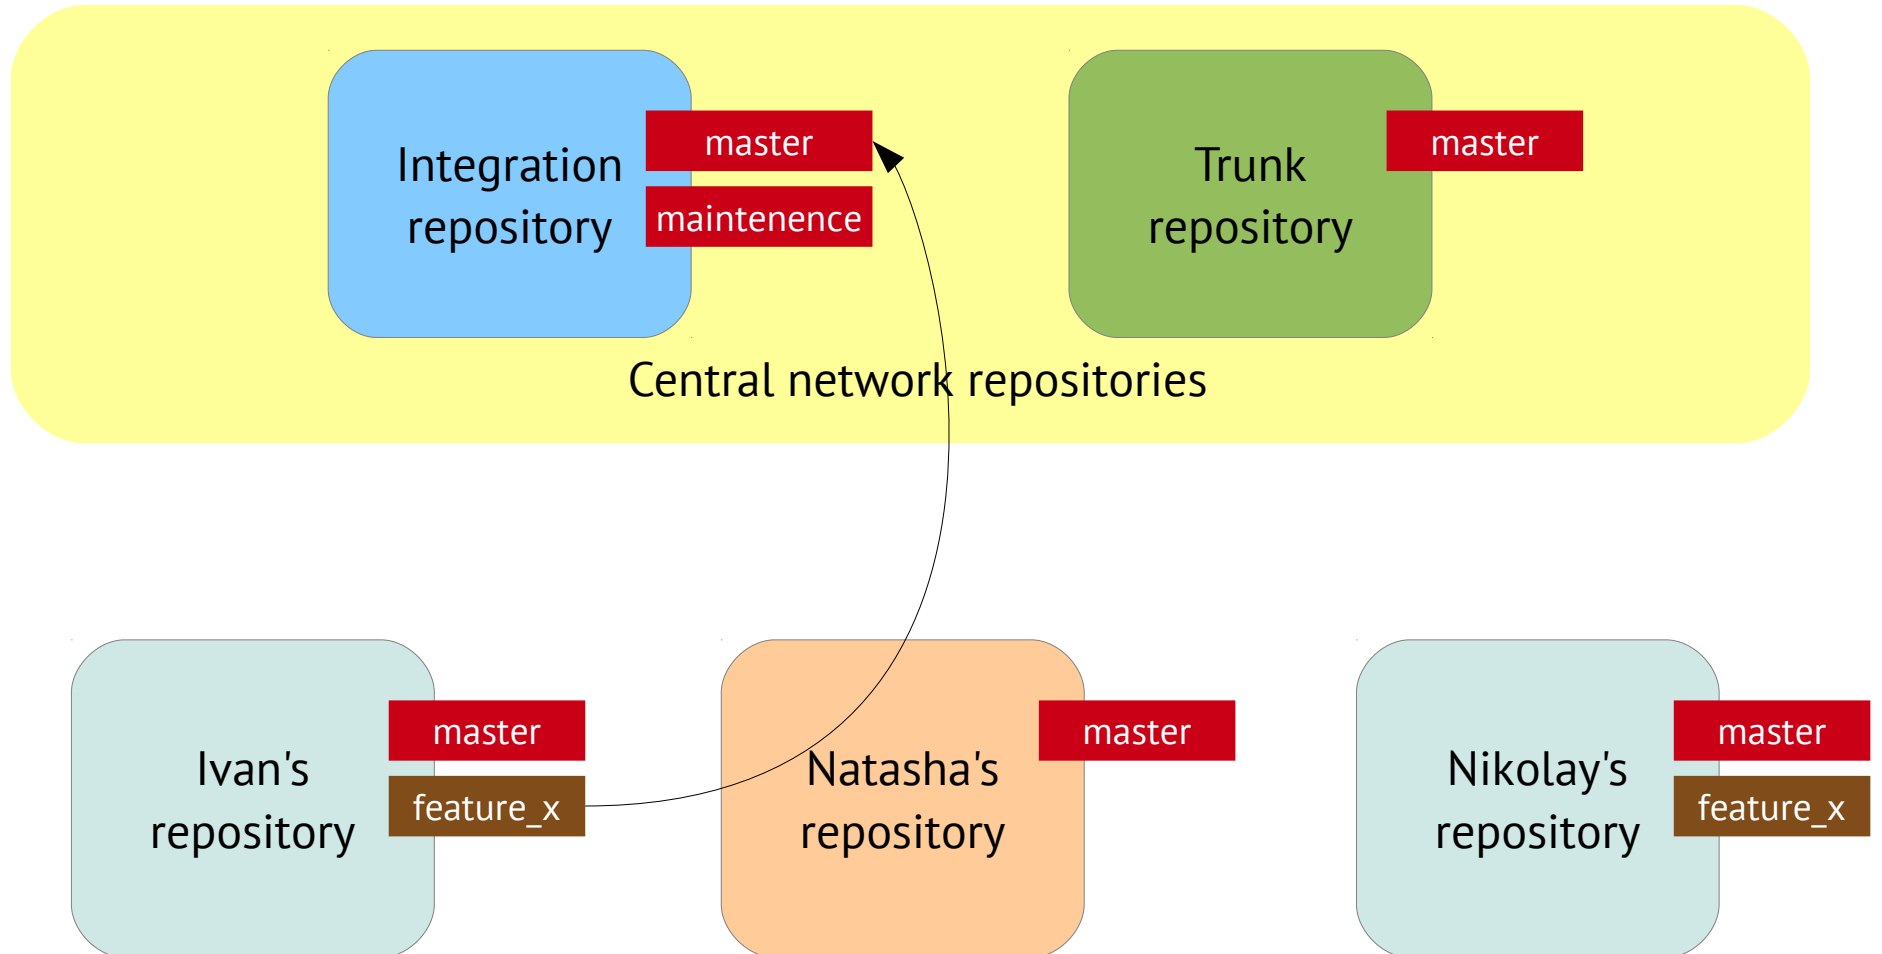 Integration
repository
master
maintenence
Trunk
repository
master
Central network repositories
Ivan's
repository
master
feature_x
Natasha's
repository
master
Nikolay's
repository
master
feature_x